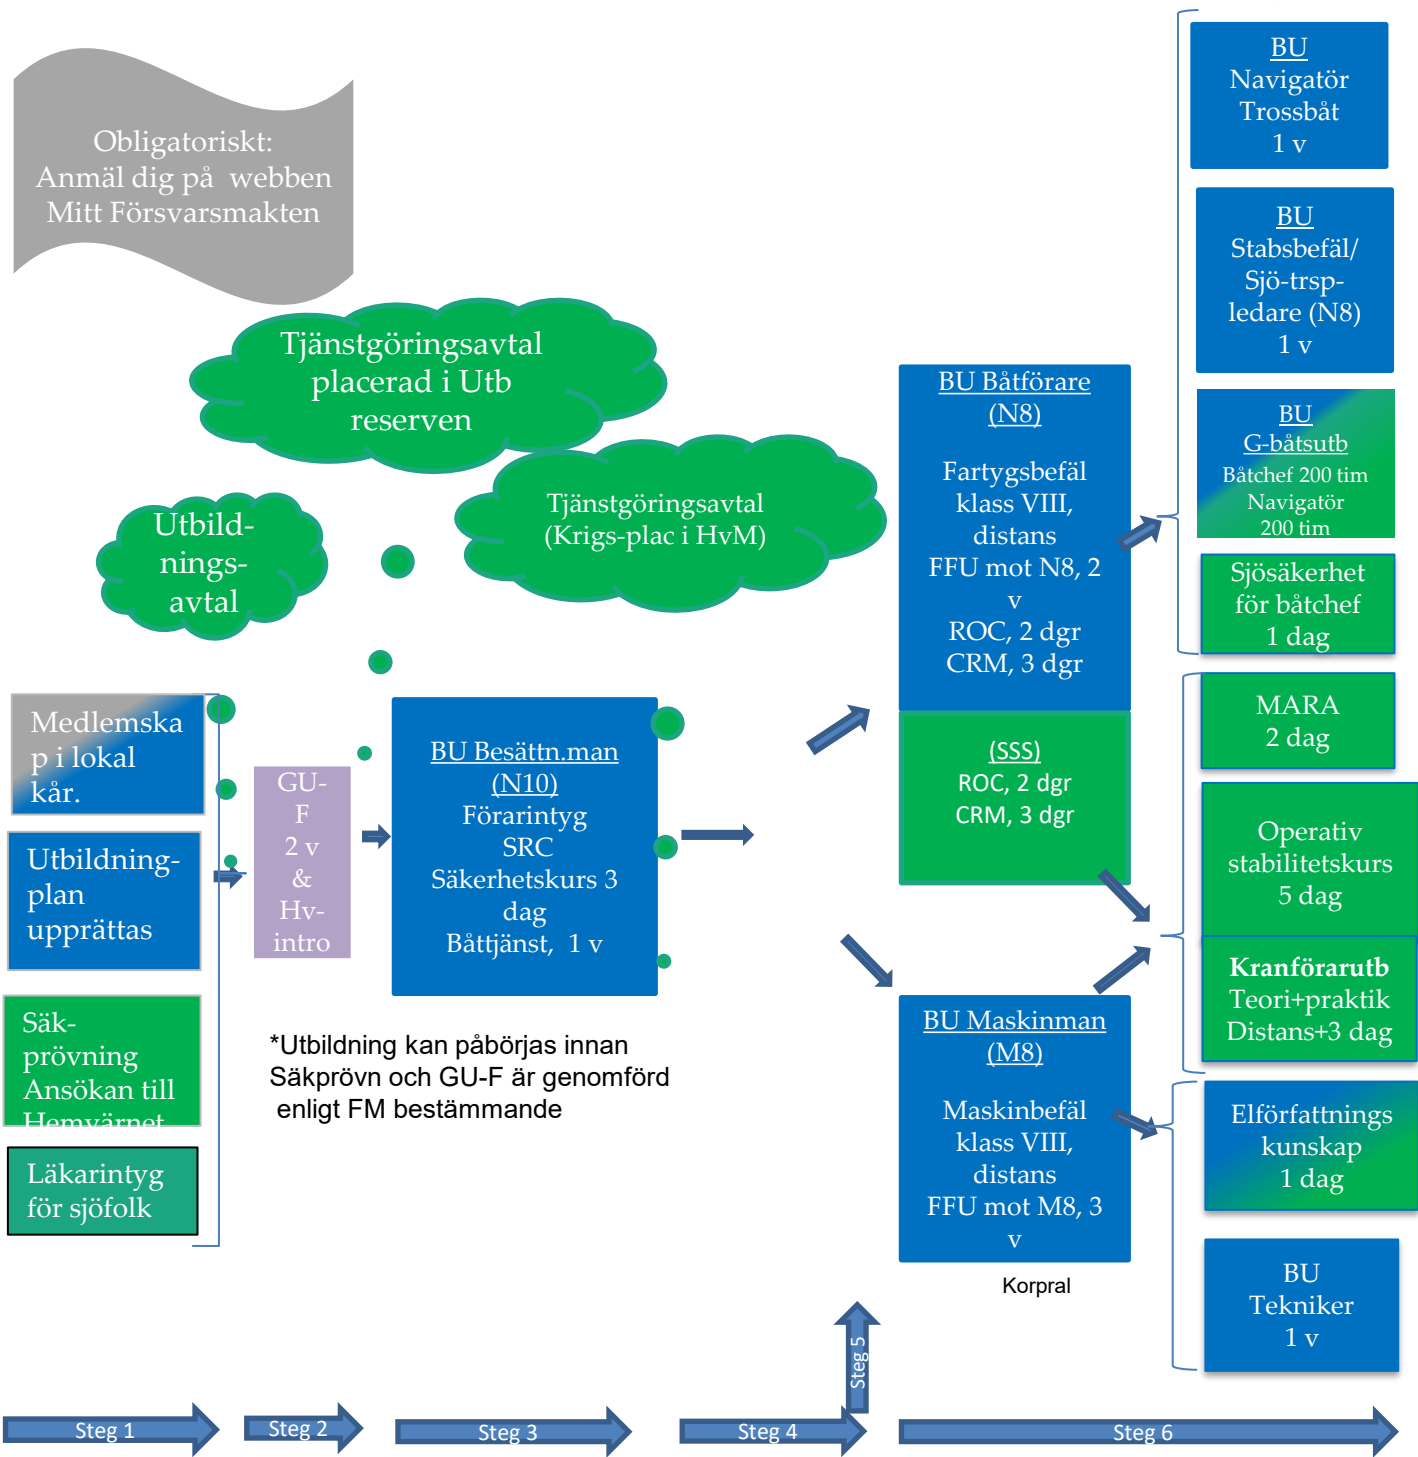 Obligatoriskt:
Anmäl dig på webben
Mitt Försvarsmakten
Tjänstgöringsavtal
placerad i Utb
reserven
Tjänstgöringsavtal
(Krigs-plac i HvM)
Utbild-
nings-
avtal
Medlemska
p i lokal
kår.
Utbildning-
plan
upprättas
Säk-
prövning
Ansökan till
Hemvärnet
Läkarintyg
för sjöfolk
GU-
F
2 v
&
Hv-
intro
BU Besättn.man
(N10)
Förarintyg
SRC
Säkerhetskurs 3
dag
Båttjänst, 1 v
*Utbildning kan påbörjas innan
Säkprövn och GU-F är genomförd
enligt FM bestämmande
BU Båtförare
(N8)
Fartygsbefäl
klass VIII,
distans
FFU mot N8, 2
v
ROC, 2 dgr
CRM, 3 dgr
(SSS)
ROC, 2 dgr
CRM, 3 dgr
BU Maskinman
(M8)
Maskinbefäl
klass VIII,
distans
FFU mot M8, 3
v
Korpral
BU
Navigatör
Trossbåt
1 v
BU
Stabsbefäl/
Sjö-trsp-
ledare (N8)
1 v
BU
G-båtsutb
Båtchef 200 tim
Navigatör
200 tim
Sjösäkerhet
för båtchef
1 dag
MARA
2 dag
Operativ
stabilitetskurs
5 dag
Kranförarutb
Teori+praktik
Distans+3 dag
Elförfattnings
kunskap
1 dag
BU
Tekniker
1 v
Steg 1
Steg 2
Steg 3
Steg 4
Steg 5
Steg 6